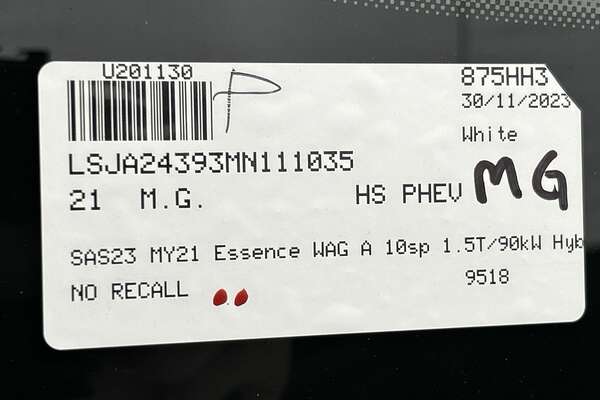 U201130
P
875HH3
30/11/2023
White
LSJA24393MN111035
MG
21 M.G. HS PHEV
SAS23 MY21 Essence WAG A 10sp 1.5T/90kW Hyb
9518
NO RECALL